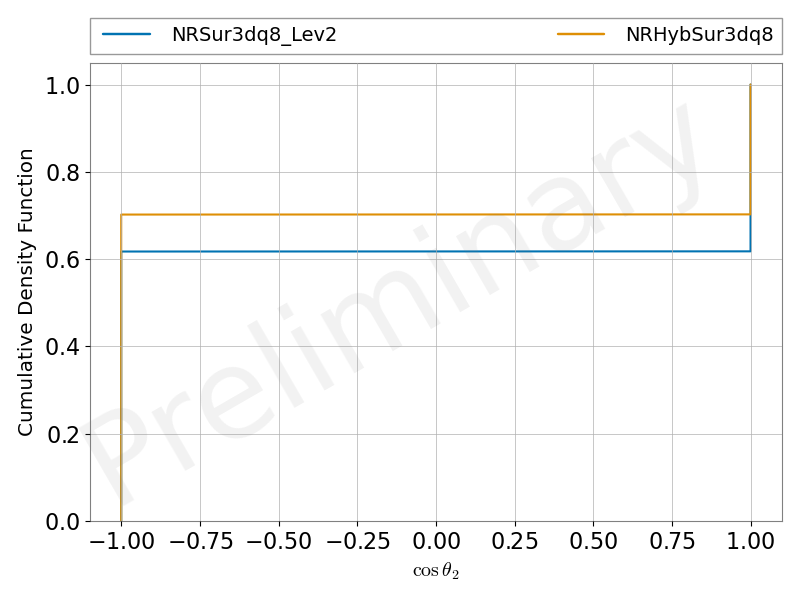 NRSur3dq8_Lev2 NRHybSur3dq8
1.0
0.8
0.6
0.4
0.2
0.0
Cumulative Density Function
Preliminary
−1.00 −0.75 −0.50 −0.25 0.00 0.25 0.50 0.75 1.00
cos θ₂